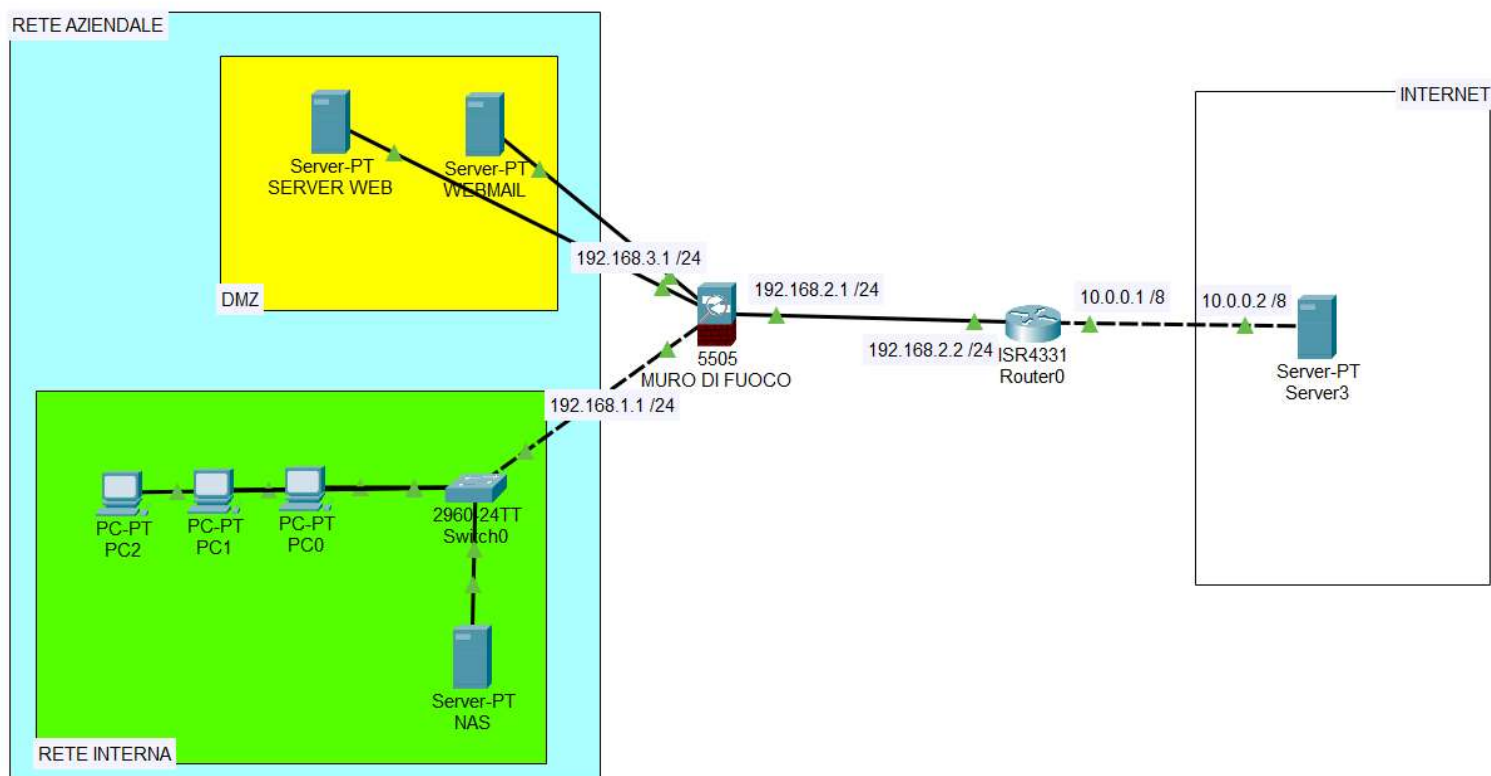 RETE AZIENDALE
INTERNET
Server-PT
SERVER WEB
Server-PT
WEBMAIL
DMZ
192.168.3.1 /24
192.168.2.1 /24
10.0.0.1 /8
10.0.0.2 /8
5505
MURO DI FUOCO
192.168.2.2 /24
ISR4331
Router0
Server-PT
Server3
192.168.1.1 /24
PC-PT
PC2
PC-PT
PC1
PC-PT
PC0
2960-24TT
Switch0
Server-PT
NAS
RETE INTERNA